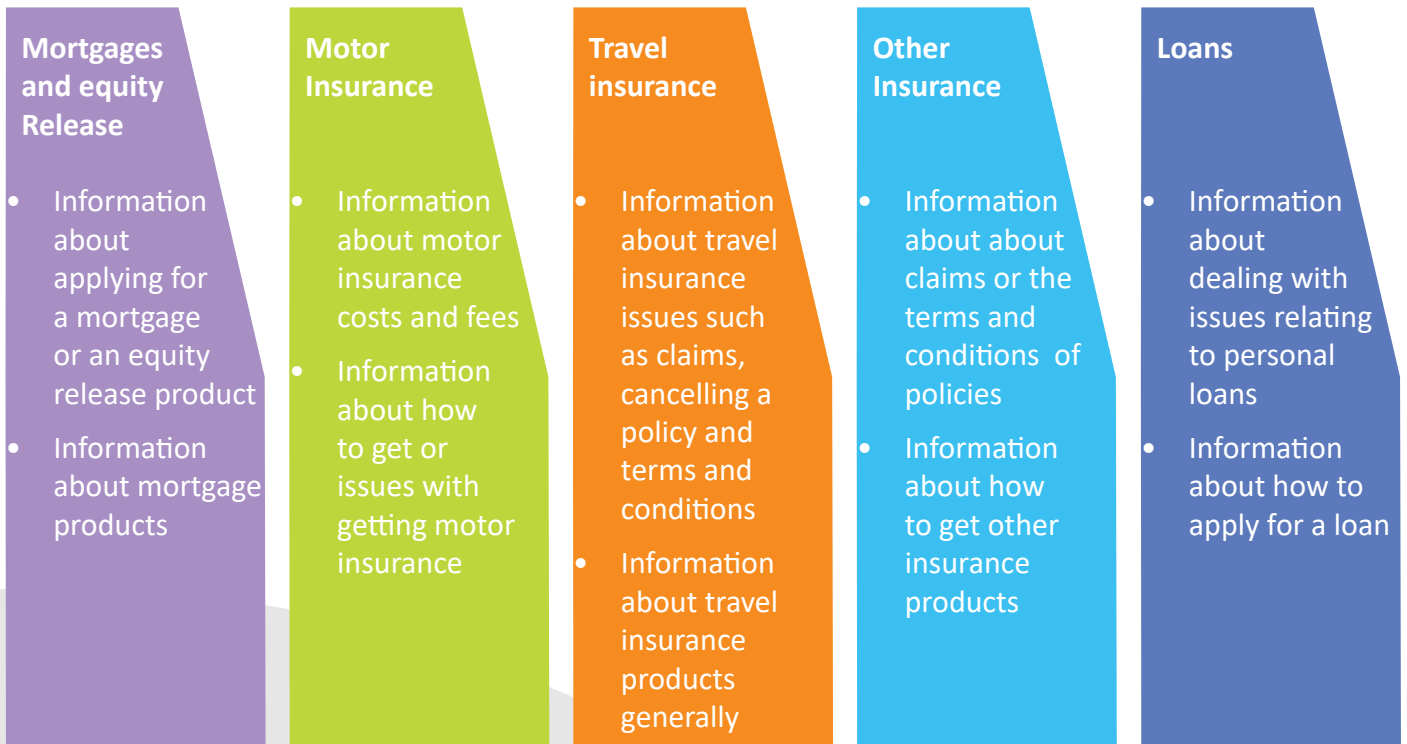 Mortgages
and equity
Release
• Information
about
applying for
a mortgage
or an equity
release product
• Information
about mortgage
products
Motor
Insurance
• Information
about motor
insurance
costs and fees
• Information
about how
to get or
issues with
getting motor
insurance
Travel
insurance
• Information
about travel
insurance
issues such
as claims,
cancelling a
policy and
terms and
conditions
• Information
about travel
insurance
products
generally
Other
Insurance
• Information
about about
claims or the
terms and
conditions  of
policies
• Information
about how
to get other
insurance
products
Loans
• Information
about
dealing with
issues relating
to personal
loans
• Information
about how to
apply for a loan